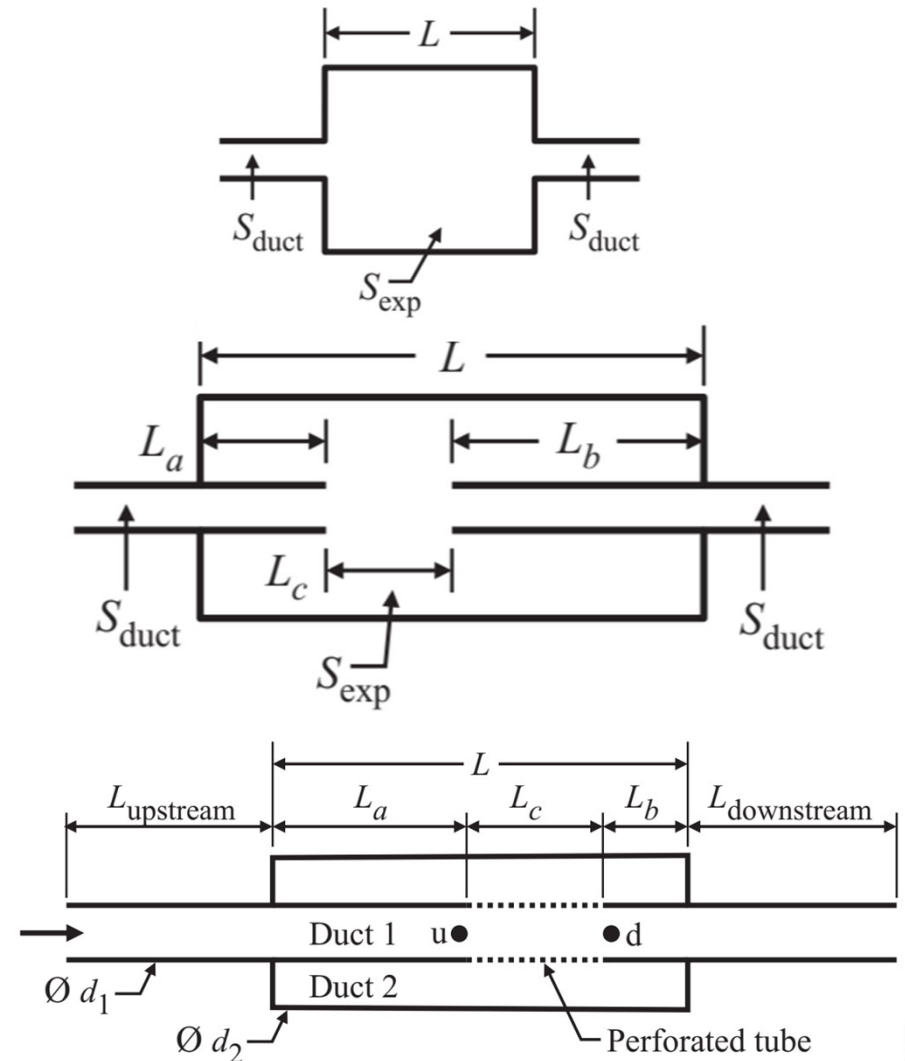 L
S_duct S_duct
S_exp
L
L_a L_b
L_c
S_duct S_duct
S_exp
L
L_upstream L_a L_c L_b L_downstream
Duct 1 u d
Ø d_1 Duct 2
Ø d_2 Perforated tube